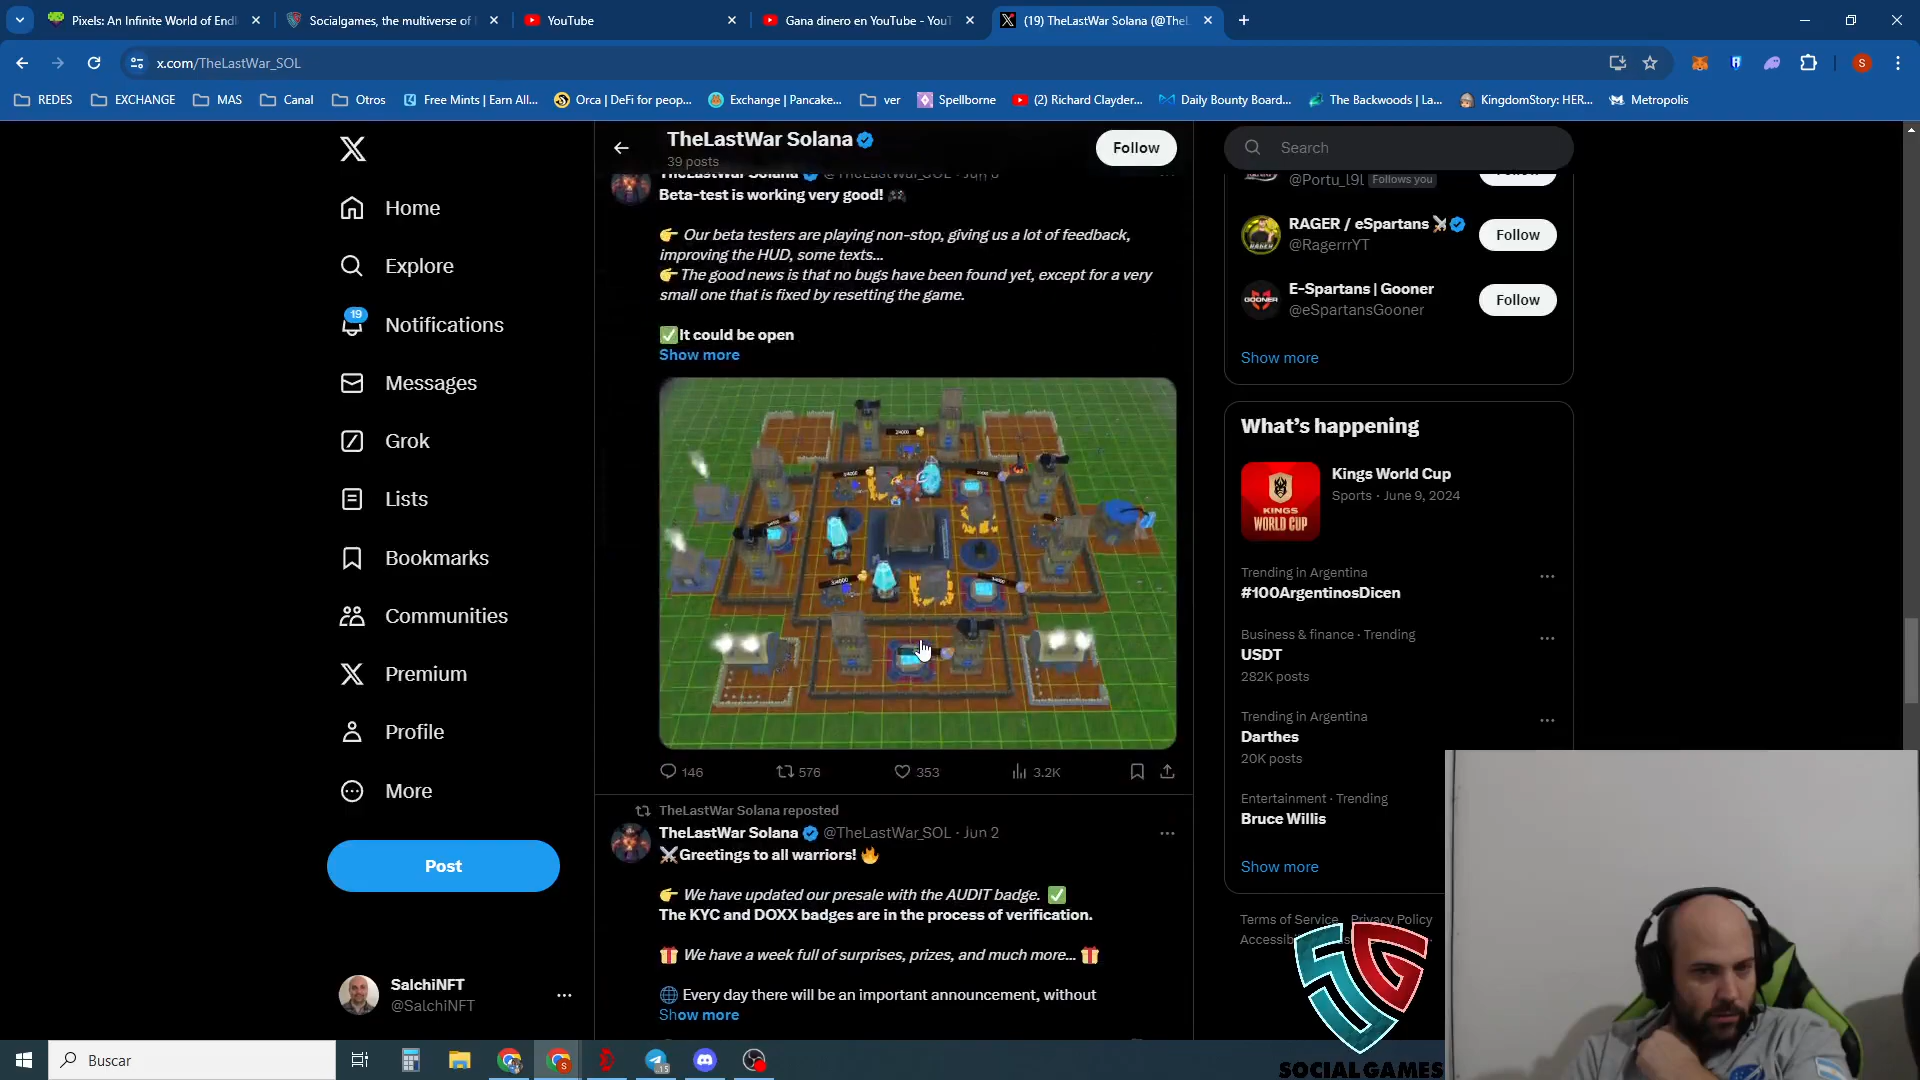 Pixels: An Infinite World of Endl
Socialgames, the multiverse of
YouTube
Gana dinero en YouTube - YouT
(19) TheLastWar Solana (@TheL
x.com/TheLastWar_SOL
S
REDES
EXCHANGE
MAS
Canal
Otros
Free Mints | Earn All...
Orca | DeFi for peop...
Exchange | Pancake...
ver
Spellborne
(2) Richard Clayder...
Daily Bounty Board...
The Backwoods | La...
KingdomStory: HER...
Metropolis
Home
Explore
19
Notifications
Messages
Grok
Lists
Bookmarks
Communities
Premium
Profile
More
Post
SalchiNFT
@SalchiNFT
TheLastWar Solana
39 posts
Follow
TheLastWar Solana @TheLastWar_SOL · Jun
Beta-test is working very good! 🎮
👉 Our beta testers are playing non-stop, giving us a lot of feedback,
improving the HUD, some texts...
👉The good news is that no bugs have been found yet, except for a very
small one that is fixed by resetting the game.
✅It could be open
Show more
146
576
353
3.2K
TheLastWar Solana reposted
TheLastWar Solana @TheLastWar_SOL · Jun 2
⚔️Greetings to all warriors! 🔥
👉 We have updated our presale with the AUDIT badge. ✅
The KYC and DOXX badges are in the process of verification.
🎁 We have a week full of surprises, prizes, and much more... 🎁
🌐 Every day there will be an important announcement, without
Show more
Search
@Portu_l9l Follows you
RAGER / eSpartans⚔️
@RagerrrYT
Follow
E-Spartans | Gooner
@eSpartansGooner
Follow
GOONER
Show more
What's happening
KINGS
WORLD CUP
Kings World Cup
Sports · June 9, 2024
Trending in Argentina
#100ArgentinosDicen
Business & finance · Trending
USDT
282K posts
Trending in Argentina
Darthes
20K posts
Entertainment · Trending
Bruce Willis
Show more
Terms of Service Privacy Policy
SG
SOCIALGAMES
Buscar
15